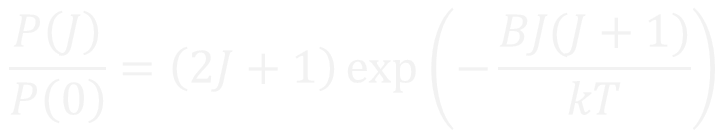 P(J)/P(0) = (2J + 1) exp(−BJ(J + 1)/kT)